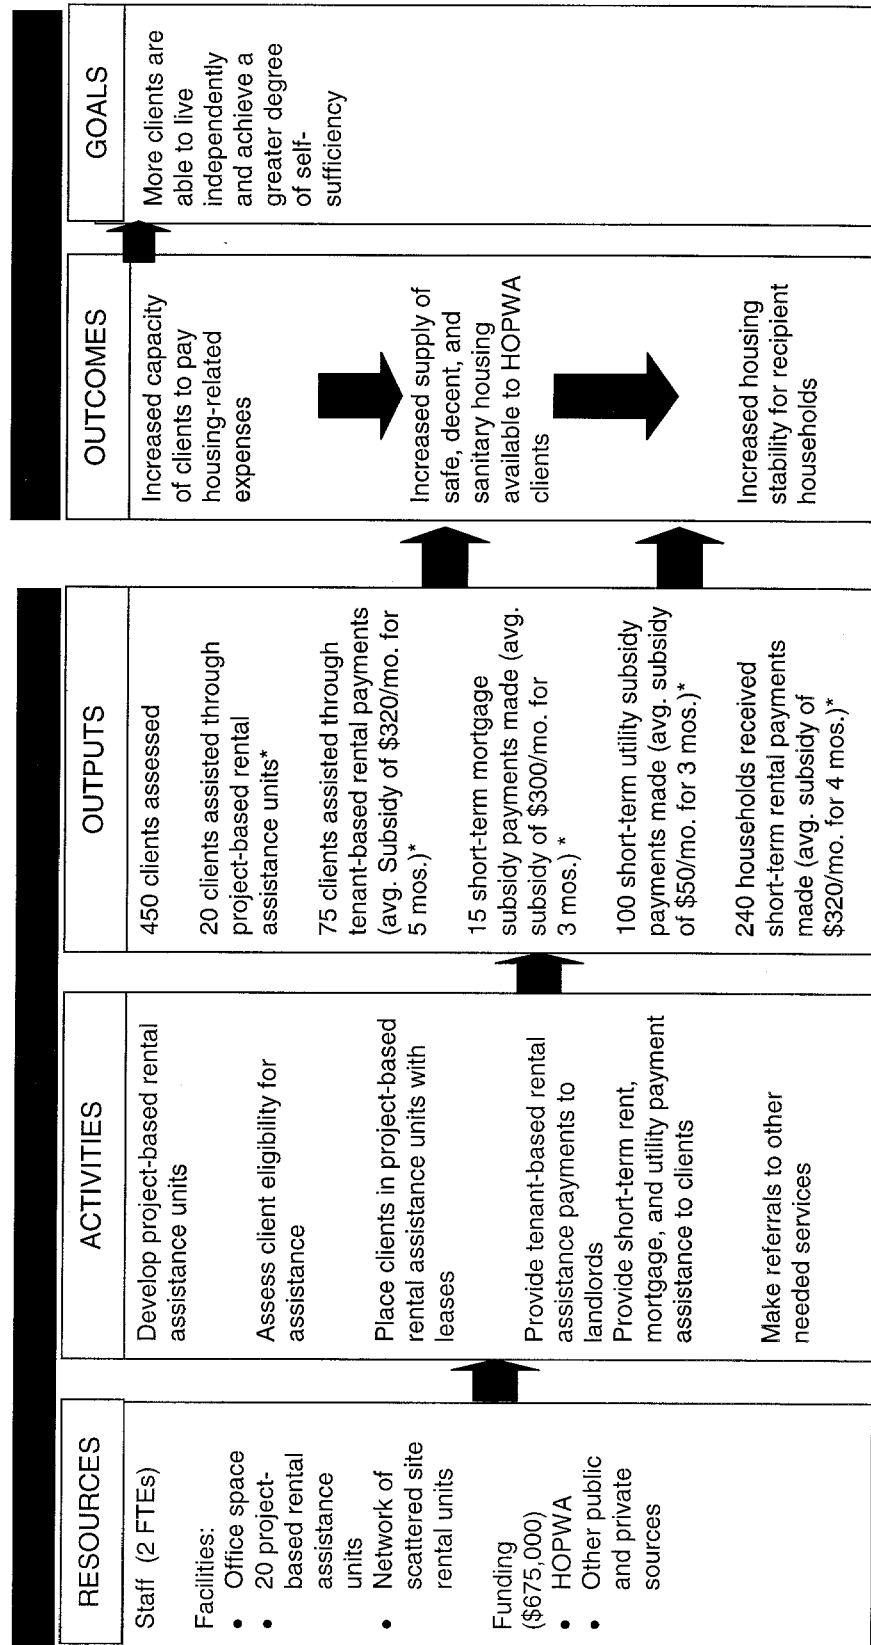 RESOURCES
Staff (2 FTEs)
Facilities:
• Office space
• 20 project-
based rental
assistance
units
• Network of
scattered site
rental units
Funding
($675,000)
• HOPWA
• Other public
and private
sources
ACTIVITIES
Develop project-based rental
assistance units
Assess client eligibility for
assistance
Place clients in project-based
rental assistance units with
leases
Provide tenant-based rental
assistance payments to
landlords
Provide short-term rent,
mortgage, and utility payment
assistance to clients
Make referrals to other
needed services
OUTPUTS
450 clients assessed
20 clients assisted through
project-based rental
assistance units*
75 clients assisted through
tenant-based rental payments
(avg. Subsidy of $320/mo. for
5 mos.)*
15 short-term mortgage
subsidy payments made (avg.
subsidy of $300/mo. for
3 mos.) *
100 short-term utility subsidy
payments made (avg. subsidy
of $50/mo. for 3 mos.)*
240 households received
short-term rental payments
made (avg. subsidy of
$320/mo. for 4 mos.)*
OUTCOMES
Increased capacity
of clients to pay
housing-related
expenses
Increased supply of
safe, decent, and
sanitary housing
available to HOPWA
clients
Increased housing
stability for recipient
households
GOALS
More clients are
able to live
independently
and achieve a
greater degree
of self-
sufficiency